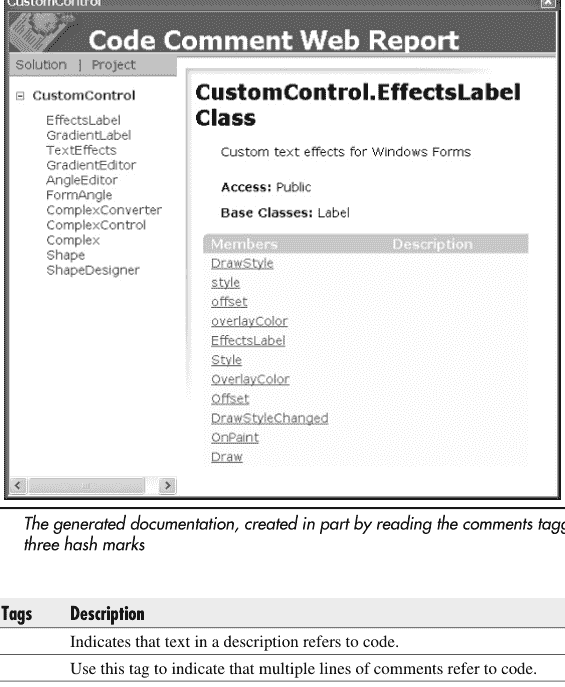 CustomControl
Code Comment Web Report
Solution | Project
CustomControl
EffectsLabel
GradientLabel
TextEffects
GradientEditor
AngleEditor
FormAngle
ComplexConverter
ComplexControl
Complex
Shape
ShapeDesigner
CustomControl.EffectsLabel
Class
Custom text effects for Windows Forms
Access: Public
Base Classes: Label
Members Description
DrawStyle
style
offset
overlayColor
EffectsLabel
Style
OverlayColor
Offset
DrawStyleChanged
OnPaint
Draw
The generated documentation, created in part by reading the comments tagg
three hash marks
Tags Description
Indicates that text in a description refers to code.
Use this tag to indicate that multiple lines of comments refer to code.